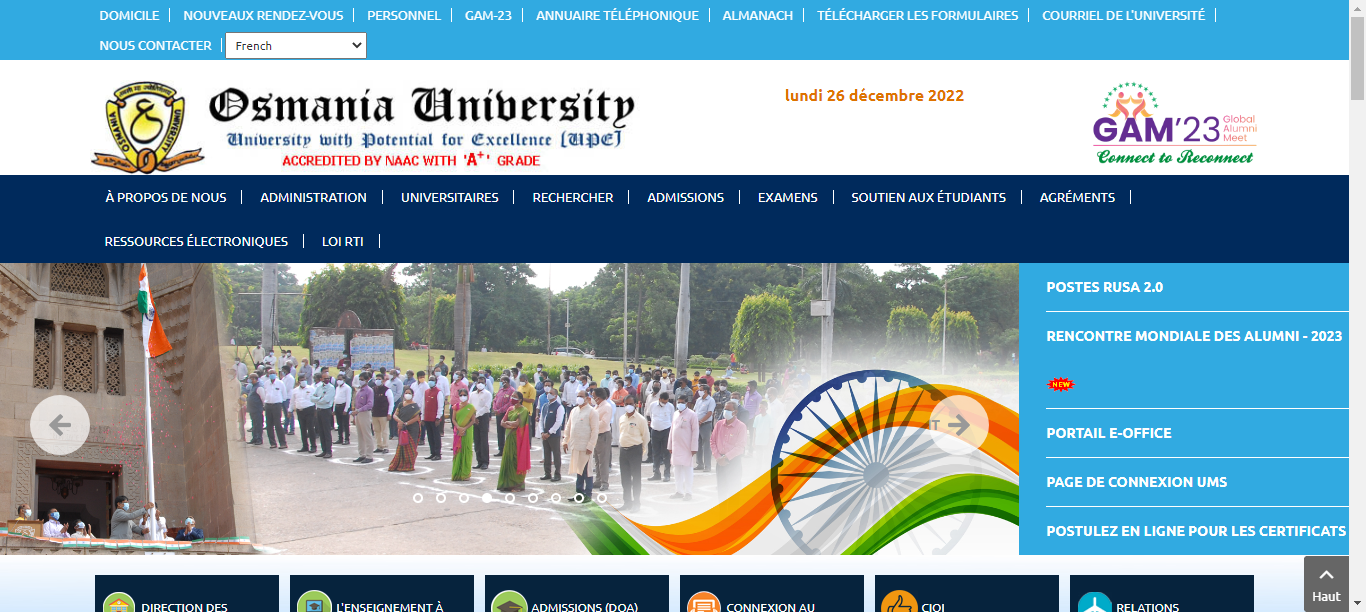 DOMICILE NOUVEAUX RENDEZ-VOUS PERSONNEL GAM-23 ANNUAIRE TÉLÉPHONIQUE ALMANACH TÉLÉCHARGER LES FORMULAIRES COURRIEL DE L'UNIVERSITÉ
NOUS CONTACTER French
Osmania University
University with Potential for Excellence [UPE]
ACCREDITED BY NAAC WITH 'A+' GRADE
OSMANIA UNIVERSITY
lundi 26 décembre 2022
GAM'23 Global Alumni Meet
Connect to Reconnect
À PROPOS DE NOUS ADMINISTRATION UNIVERSITAIRES RECHERCHER ADMISSIONS EXAMENS SOUTIEN AUX ÉTUDIANTS AGRÉMENTS
RESSOURCES ÉLECTRONIQUES LOI RTI
POSTES RUSA 2.0
RENCONTRE MONDIALE DES ALUMNI - 2023
NEW
PORTAIL E-OFFICE
PAGE DE CONNEXION UMS
POSTULEZ EN LIGNE POUR LES CERTIFICATS
T
Haut
DIRECTION DES L'ENSEIGNEMENT À ADMISSIONS (DOA) CONNEXION AU CIQI RELATIONS